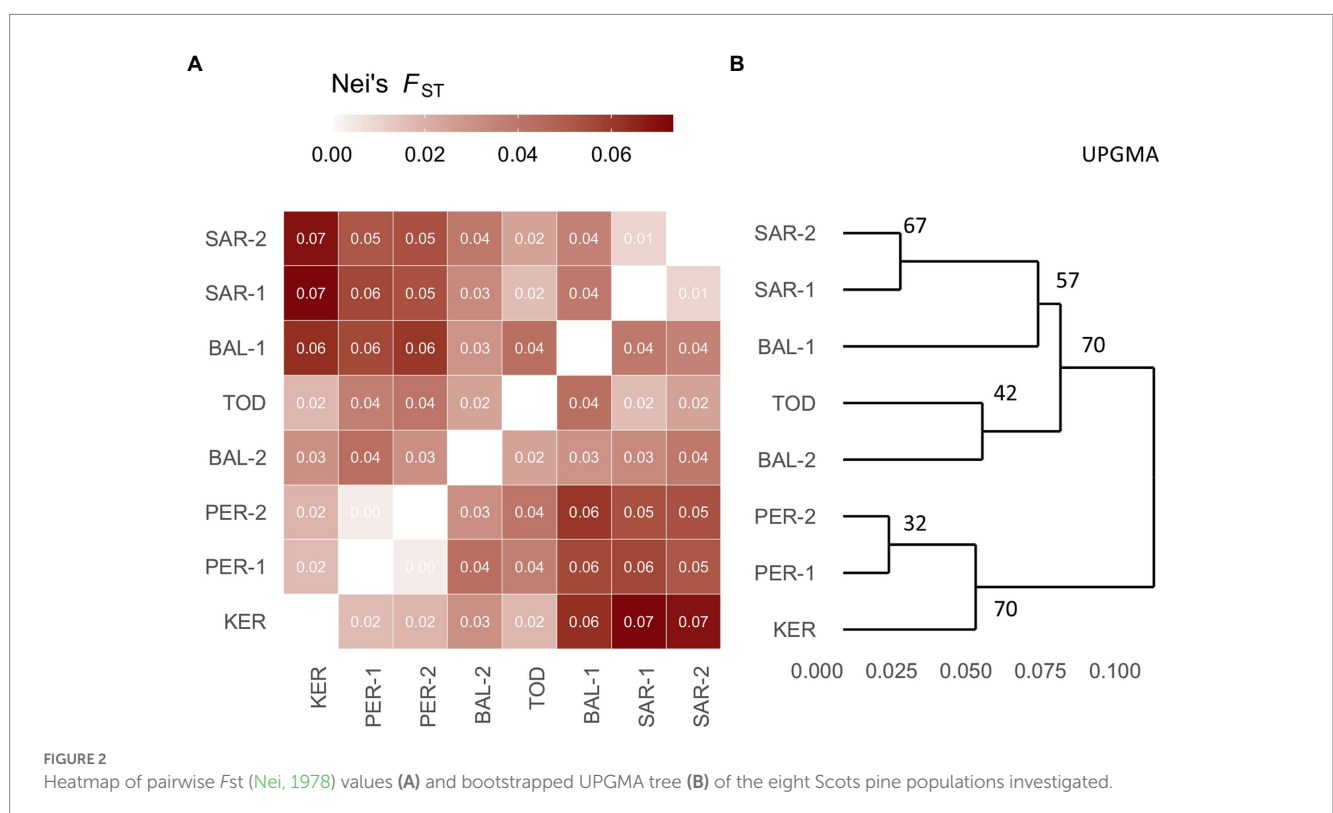 A
B
Nei's FST
0.00 0.02 0.04 0.06
UPGMA
SAR-2 0.07 0.05 0.05 0.04 0.02 0.04 0.01
SAR-1 0.07 0.06 0.05 0.03 0.02 0.04 0.01
BAL-1 0.06 0.06 0.06 0.03 0.04 0.04 0.04
TOD 0.02 0.04 0.04 0.02 0.04 0.02 0.02
BAL-2 0.03 0.04 0.03 0.02 0.03 0.03 0.04
PER-2 0.02 0.00 0.03 0.04 0.06 0.05 0.05
PER-1 0.02 0.00 0.04 0.04 0.06 0.06 0.05
KER 0.02 0.02 0.03 0.02 0.06 0.07 0.07
KER PER-1 PER-2 BAL-2 TOD BAL-1 SAR-1 SAR-2
SAR-2
67
SAR-1
57
BAL-1
70
TOD
42
BAL-2
PER-2
32
PER-1
70
KER
0.000 0.025 0.050 0.075 0.100
FIGURE 2
Heatmap of pairwise Fst (Nei, 1978) values (A) and bootstrapped UPGMA tree (B) of the eight Scots pine populations investigated.